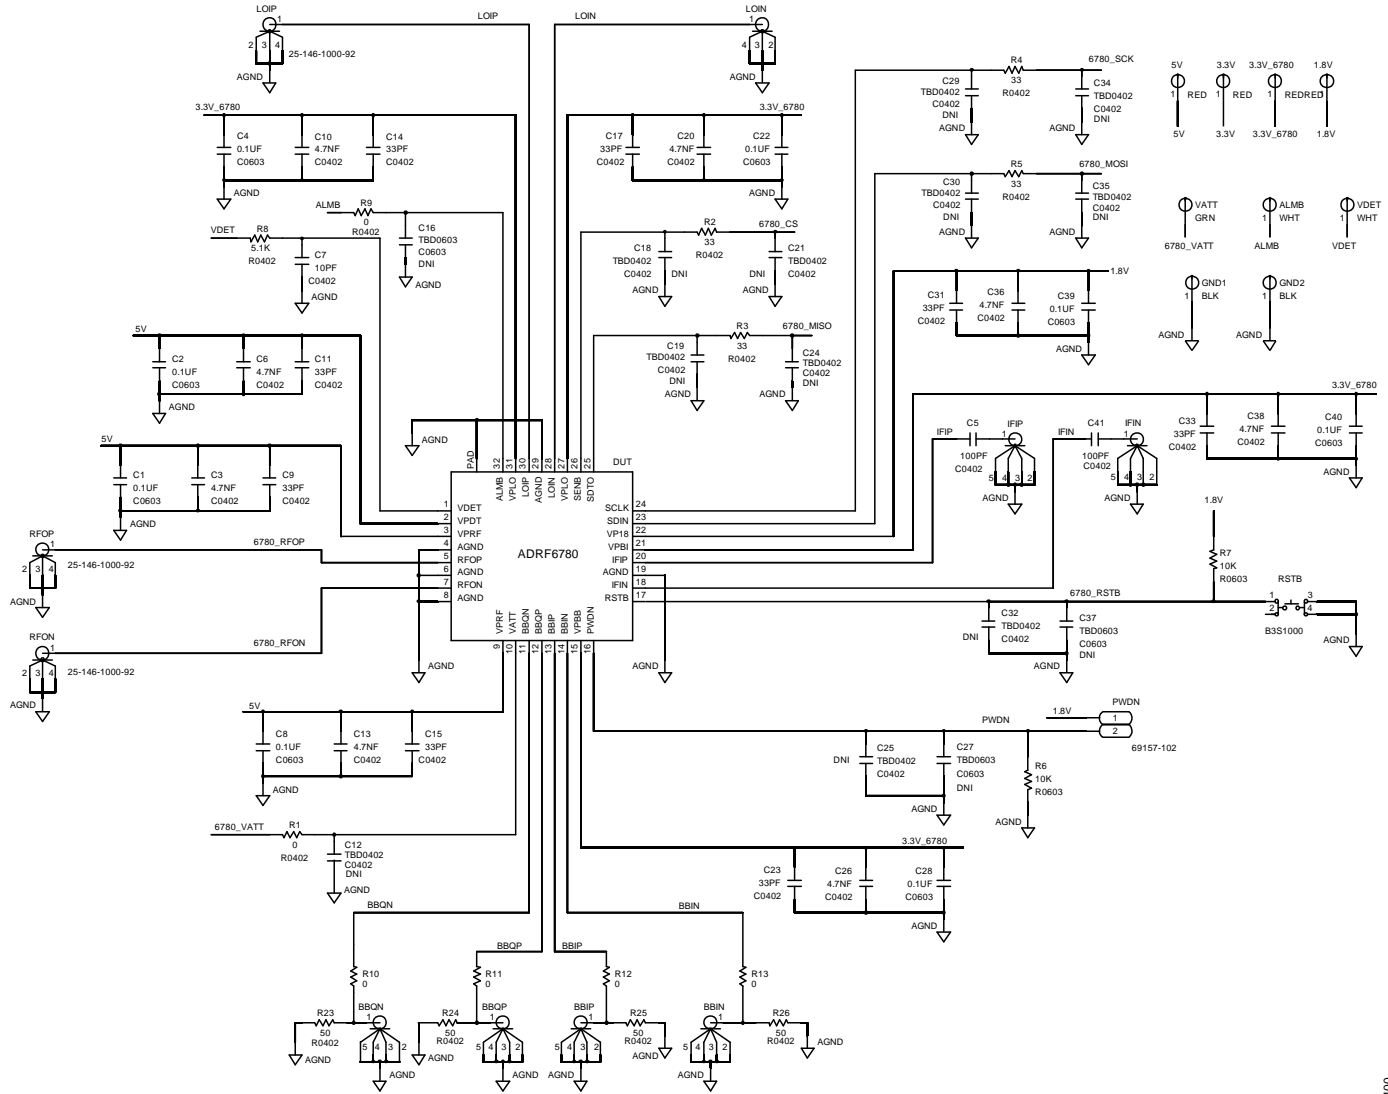 LOIP
1
LOIP
2 3 4
25-146-1000-92
AGND
LOIN
LOIN
1
4 3 2
AGND
3.3V_6780
C4
0.1UF
C0603
C10
4.7NF
C0402
C14
33PF
C0402
AGND
3.3V_6780
C17
33PF
C0402
C20
4.7NF
C0402
C22
0.1UF
C0603
AGND
C29
TBD0402
C0402
DNI
AGND
R4
33
R0402
6780_SCK
C34
TBD0402
C0402
DNI
AGND
C30
TBD0402
C0402
DNI
AGND
R5
33
R0402
6780_MOSI
C35
TBD0402
C0402
DNI
AGND
5V
1
RED
5V
3.3V
1
RED
3.3V
3.3V_6780
1
RED
3.3V_6780
1.8V
1
RED
1.8V
VATT
1
GRN
6780_VATT
ALMB
1
WHT
ALMB
VDET
1
WHT
VDET
GND1
1
BLK
AGND
GND2
1
BLK
AGND
ALMB
R9
0
R0402
C16
TBD0603
C0603
DNI
AGND
VDET
R8
5.1K
R0402
C7
10PF
C0402
AGND
C18
TBD0402
C0402
DNI
AGND
R2
33
R0402
6780_CS
C21
TBD0402
C0402
DNI
AGND
1.8V
C31
33PF
C0402
C36
4.7NF
C0402
C39
0.1UF
C0603
AGND
5V
C2
0.1UF
C0603
C6
4.7NF
C0402
C11
33PF
C0402
AGND
C19
TBD0402
C0402
DNI
AGND
R3
33
R0402
6780_MISO
C24
TBD0402
C0402
DNI
AGND
5V
C1
0.1UF
C0603
C3
4.7NF
C0402
C9
33PF
C0402
AGND
AGND
3.3V_6780
C33
33PF
C0402
C38
4.7NF
C0402
C40
0.1UF
C0603
AGND
IFIP
C5
100PF
C0402
IFIP
1
5 4 3 2
AGND
IFIN
C41
100PF
C0402
IFIN
1
5 4 3 2
AGND
DUT
ADRF6780
PAD
32 ALMB
31 VPLO
30 LOIP
29 AGND
28 LOIN
27 VPLO
26 SENB
25 SDTO
1 VDET
2 VPDT
3 VPRF
4 AGND
5 RFOP
6 AGND
7 RFON
8 AGND
SCLK 24
SDIN 23
VP18 22
VPBI 21
IFIP 20
AGND 19
IFIN 18
RSTB 17
VPRF 9
VATT 10
BBQN 11
BBQP 12
BBIP 13
BBIN 14
VPBB 15
PWDN 16
AGND
AGND
RFOP
1
6780_RFOP
2 3 4
25-146-1000-92
AGND
RFON
1
6780_RFON
2 3 4
25-146-1000-92
AGND
1.8V
R7
10K
R0603
6780_RSTB
C32
TBD0402
C0402
DNI
C37
TBD0603
C0603
DNI
AGND
RSTB
1
2
3
4
B3S1000
AGND
5V
C8
0.1UF
C0603
C13
4.7NF
C0402
C15
33PF
C0402
AGND
PWDN
1.8V
PWDN
1
2
69157-102
DNI
C25
TBD0402
C0402
C27
TBD0603
C0603
DNI
AGND
R6
10K
R0603
AGND
6780_VATT
R1
0
R0402
C12
TBD0402
C0402
DNI
AGND
3.3V_6780
C23
33PF
C0402
C26
4.7NF
C0402
C28
0.1UF
C0603
AGND
BBQN
BBQP
BBIP
BBIN
R10
0
R11
0
R12
0
R13
0
R23
50
R0402
AGND
BBQN
1
5 4 3 2
AGND
R24
50
R0402
AGND
BBQP
1
5 4 3 2
AGND
BBIP
1
5 4 3 2
AGND
R25
50
R0402
AGND
BBIN
1
5 4 3 2
AGND
R26
50
R0402
AGND